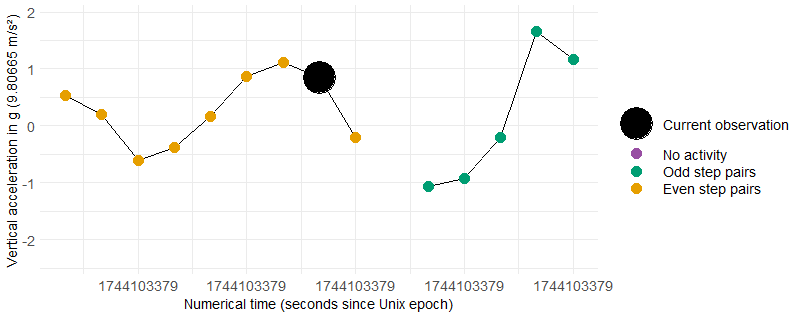 Vertical acceleration in g (9.80665 m/s²)
2
1
0
-1
-2
1744103379 1744103379 1744103379 1744103379 1744103379
Numerical time (seconds since Unix epoch)
Current observation
No activity
Odd step pairs
Even step pairs